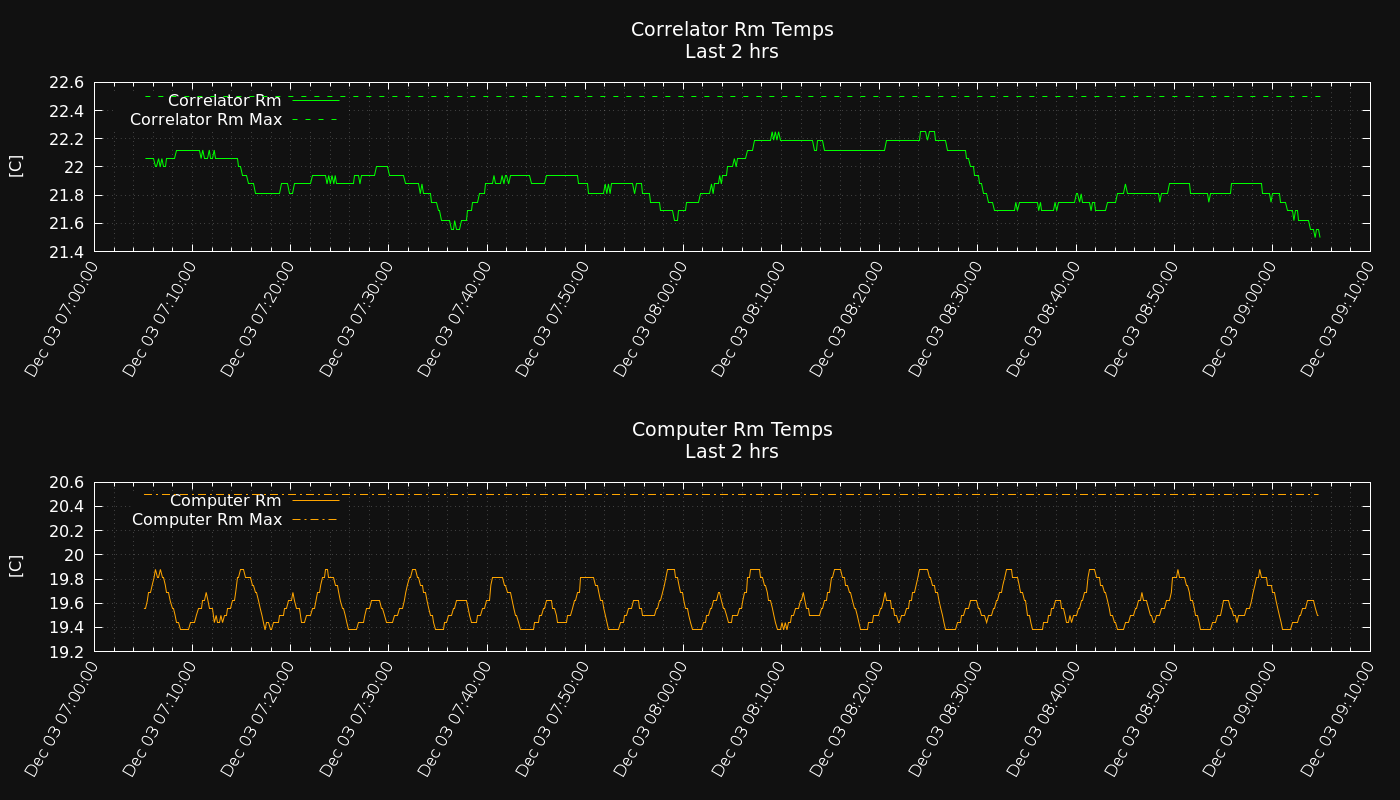 Correlator Rm Temps
Last 2 hrs
22.6
22.4
22.2
22
21.8
21.6
21.4
[C]
Correlator Rm
Correlator Rm Max
Dec 03 07:00:00
Dec 03 07:10:00
Dec 03 07:20:00
Dec 03 07:30:00
Dec 03 07:40:00
Dec 03 07:50:00
Dec 03 08:00:00
Dec 03 08:10:00
Dec 03 08:20:00
Dec 03 08:30:00
Dec 03 08:40:00
Dec 03 08:50:00
Dec 03 09:00:00
Dec 03 09:10:00
Computer Rm Temps
Last 2 hrs
20.6
20.4
20.2
20
19.8
19.6
19.4
19.2
[C]
Computer Rm
Computer Rm Max
Dec 03 07:00:00
Dec 03 07:10:00
Dec 03 07:20:00
Dec 03 07:30:00
Dec 03 07:40:00
Dec 03 07:50:00
Dec 03 08:00:00
Dec 03 08:10:00
Dec 03 08:20:00
Dec 03 08:30:00
Dec 03 08:40:00
Dec 03 08:50:00
Dec 03 09:00:00
Dec 03 09:10:00